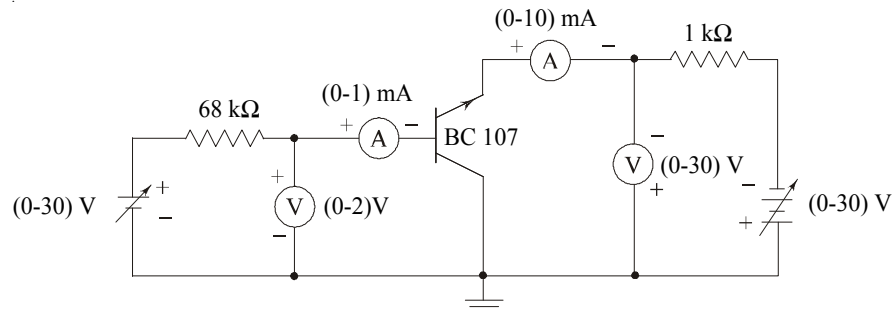 (0-10) mA
1 kΩ
+ A −
(0-1) mA
68 kΩ
+ A −
BC 107
(0-30) V
+
−
+
V
−
(0-2)V
−
V
+
(0-30) V
−
+
(0-30) V